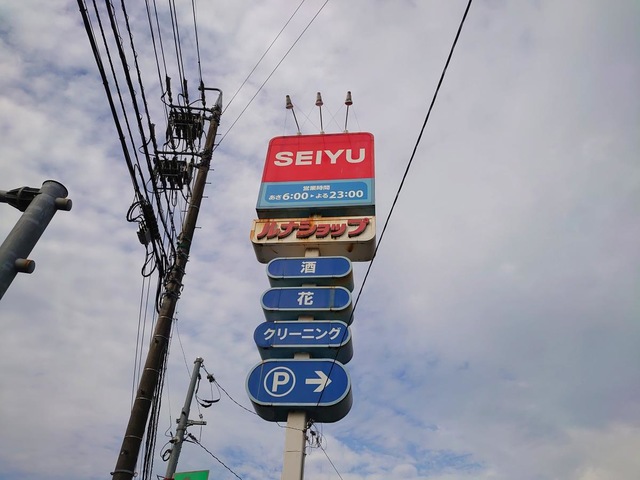 SEIYU
営業時間
あさ6:00▸よる23:00
ルナショップ
酒
花
クリーニング
P →